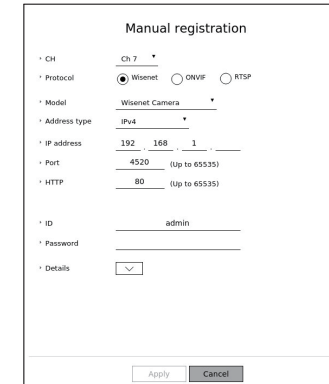 Manual registration
CH Ch 7
Protocol Wisenet ONVIF RTSP
Model Wisenet Camera
Address type IPv4
IP address 192 . 168 . 1 .
Port 4520 (Up to 65535)
HTTP 80 (Up to 65535)
ID admin
Password
Details
Apply Cancel